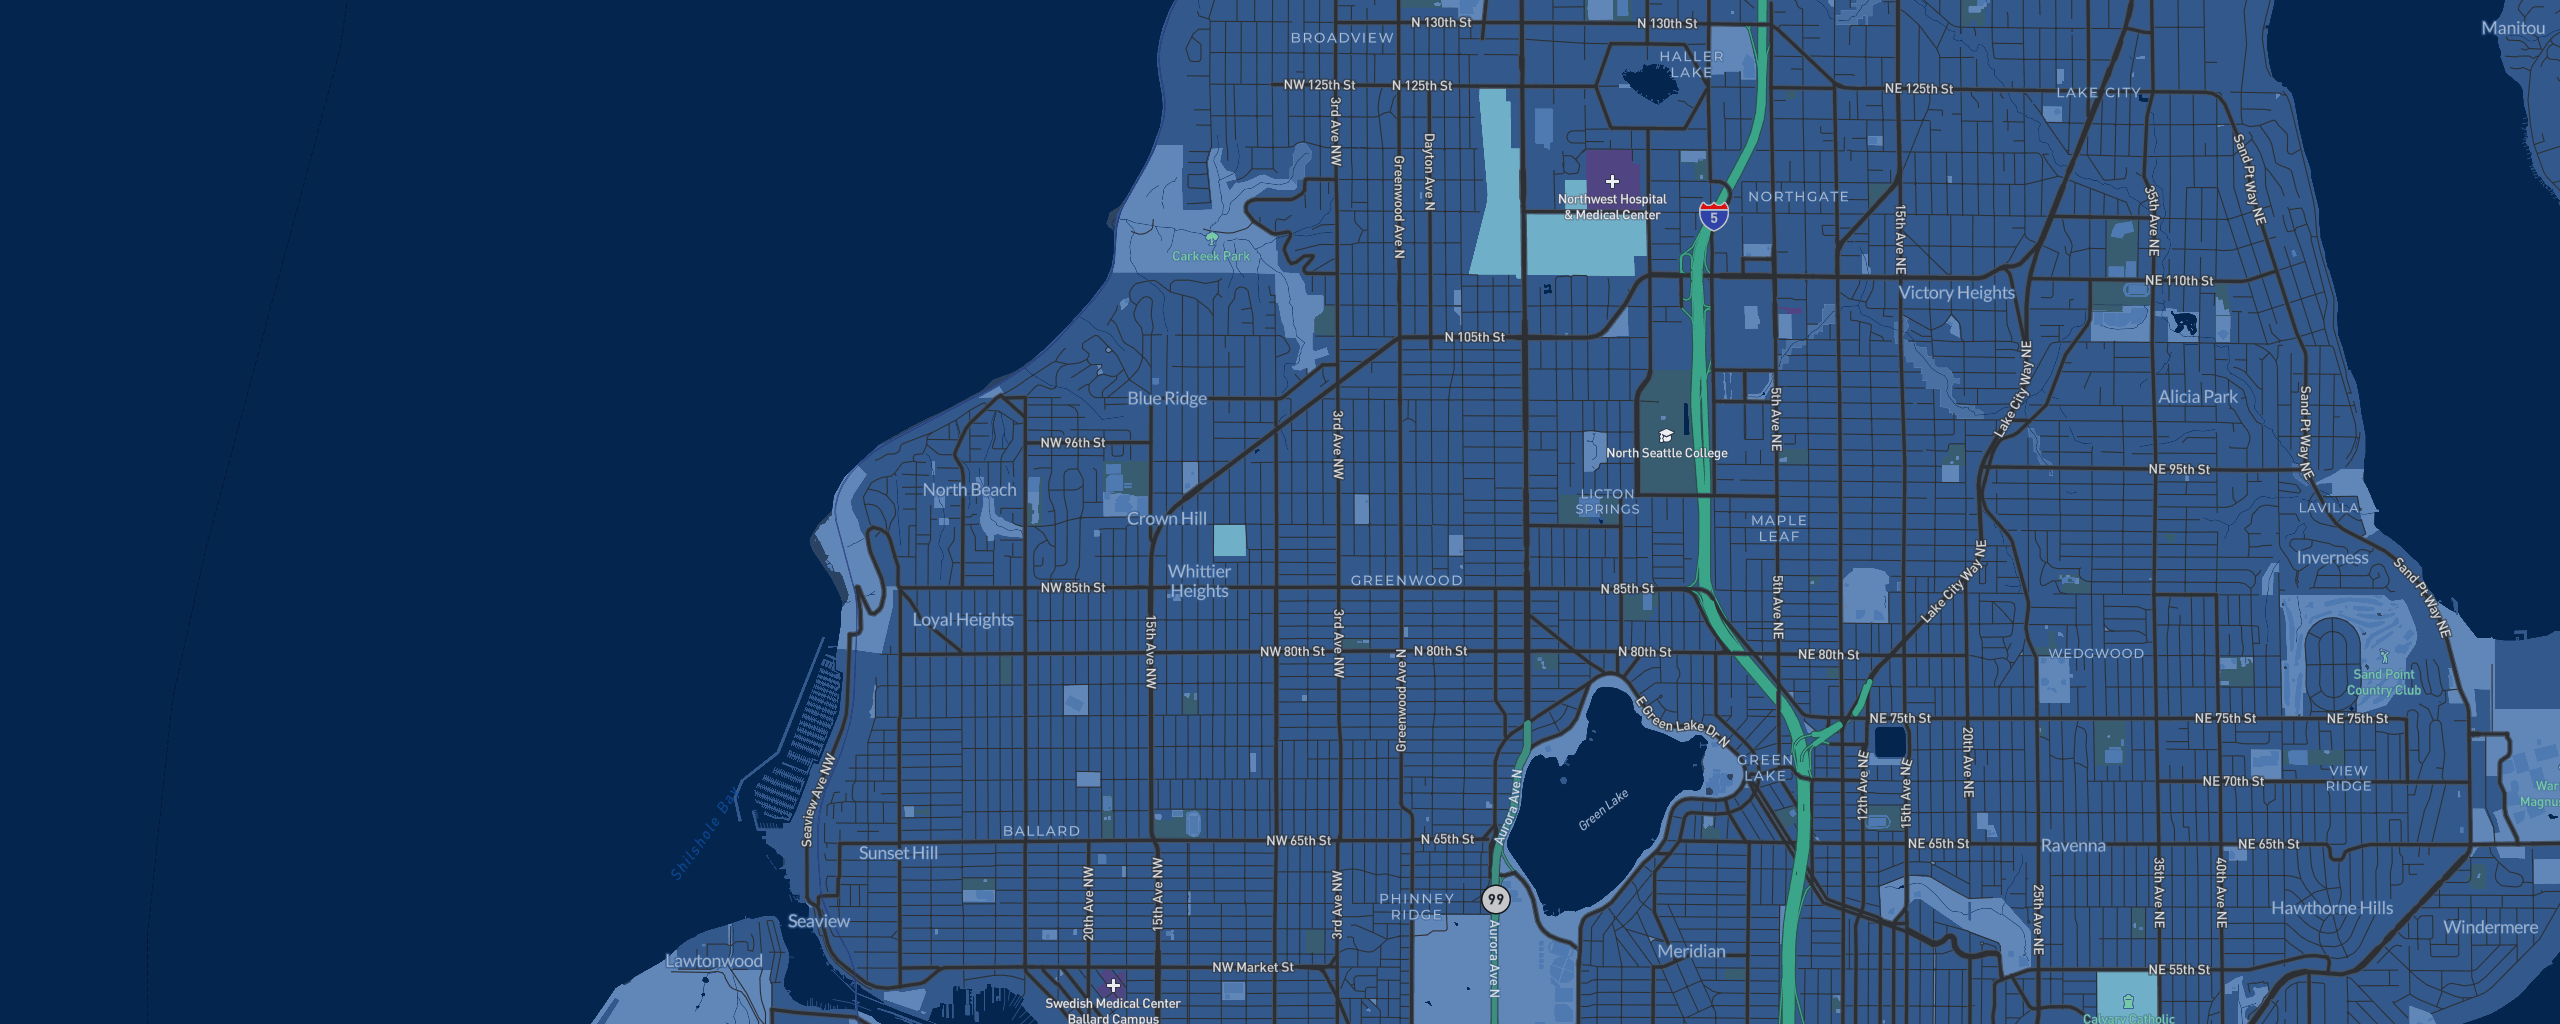 N 130th St
N 130th St
Manitou
BROADVIEW
HALLER
LAKE
NW 125th St
N 125th St
NE 125th St
LAKE CITY
3rd Ave NW
Dayton Ave N
Greenwood Ave N
Sand Pt Way NE
Northwest Hospital
& Medical Center
NORTHGATE
5
15th Ave NE
35th Ave NE
Carkeek Park
NE 110th St
Victory Heights
N 105th St
Lake City Way NE
Blue Ridge
Alicia Park
5th Ave NE
Sand Pt Way NE
3rd Ave NW
NW 96th St
North Seattle College
NE 95th St
North Beach
LICTON
SPRINGS
LAVILLA
Crown Hill
MAPLE
LEAF
Inverness
Whittier
Heights
GREENWOOD
NW 85th St
N 85th St
5th Ave NE
Lake City Way NE
Sand Pt Way NE
Loyal Heights
15th Ave NW
3rd Ave NW
NW 80th St
N 80th St
N 80th St
NE 80th St
WEDGWOOD
Greenwood Ave N
Sand Point
Country Club
E Green Lake Dr N
NE 75th St
NE 75th St
NE 75th St
20th Ave NE
GREEN
LAKE
12th Ave NE
15th Ave NE
VIEW
RIDGE
NE 70th St
War
Magnus
Seaview Ave NW
Shilshole Bay
Aurora Ave N
Green Lake
BALLARD
NW 65th St
N 65th St
NE 65th St
Ravenna
NE 65th St
Sunset Hill
20th Ave NW
15th Ave NW
3rd Ave NW
PHINNEY
RIDGE
99
25th Ave NE
35th Ave NE
40th Ave NE
Hawthorne Hills
Seaview
Windermere
Aurora Ave N
Meridian
Lawtonwood
NW Market St
NE 55th St
Swedish Medical Center
Ballard Campus
Calvary Catholic